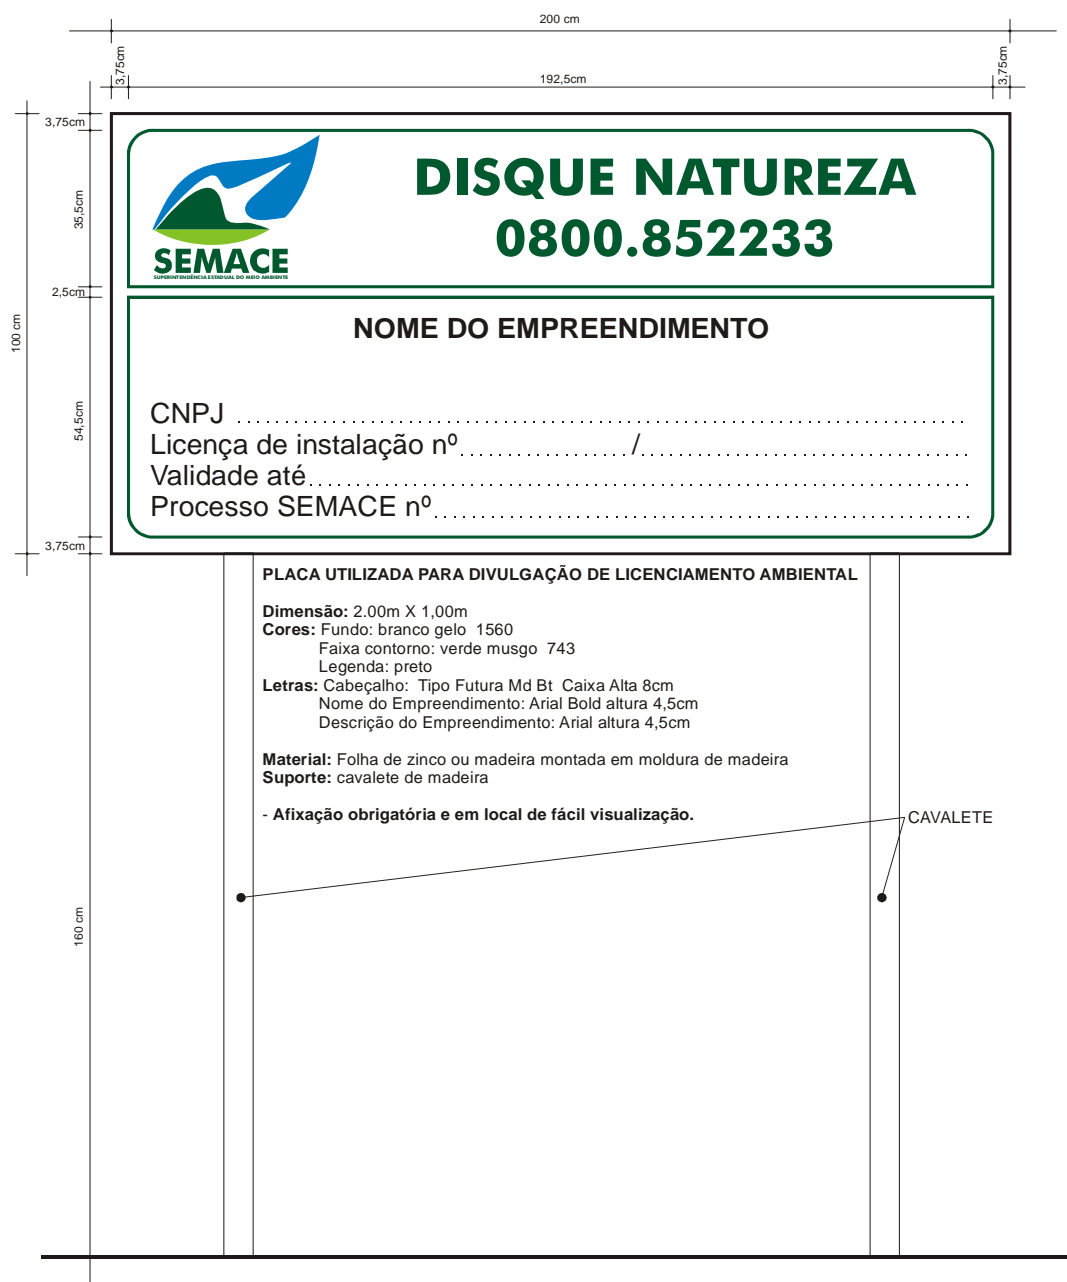 200 cm
3,75cm
192,5cm
3,75cm
3,75cm
35,5cm
2,5cm
100 cm
54,5cm
3,75cm
160 cm
SEMACE
SUPERINTENDÊNCIA ESTADUAL DO MEIO AMBIENTE
DISQUE NATUREZA
0800.852233
NOME DO EMPREENDIMENTO
CNPJ ................................................................
Licença de instalação nº................/..............................
Validade até............................................................
Processo SEMACE nº..................................................
PLACA UTILIZADA PARA DIVULGAÇÃO DE LICENCIAMENTO AMBIENTAL
Dimensão: 2.00m X 1,00m
Cores: Fundo: branco gelo 1560
Faixa contorno: verde musgo 743
Legenda: preto
Letras: Cabeçalho: Tipo Futura Md Bt Caixa Alta 8cm
Nome do Empreendimento: Arial Bold altura 4,5cm
Descrição do Empreendimento: Arial altura 4,5cm
Material: Folha de zinco ou madeira montada em moldura de madeira
Suporte: cavalete de madeira
- Afixação obrigatória e em local de fácil visualização.
CAVALETE